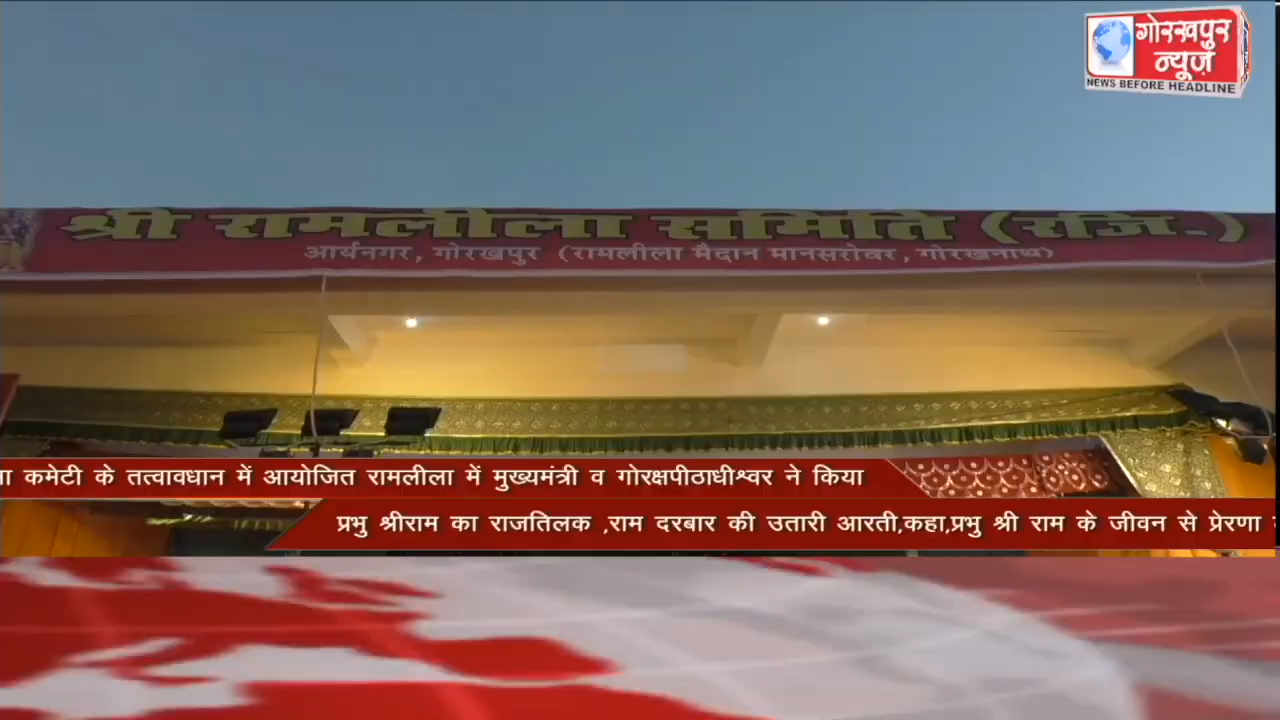 गोरखपुर
न्यूज़
NEWS BEFORE HEADLINE
श्री रामलीला समिति (रजि.)
आर्यनगर, गोरखपुर (रामलीला मैदान मानसरोवर, गोरखनाथ)
कमेटी के तत्वावधान में आयोजित रामलीला में मुख्यमंत्री व गोरक्षपीठाधीश्वर ने किया
प्रभु श्रीराम का राजतिलक ,राम दरबार की उतारी आरती,कहा,प्रभु श्री राम के जीवन से प्रेरणा